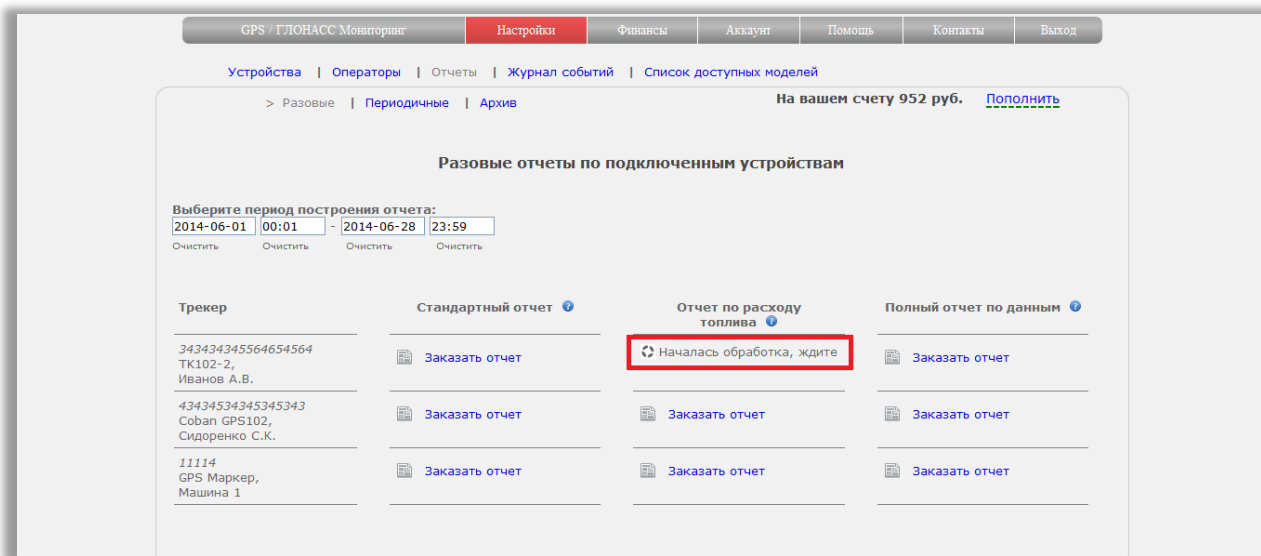 GPS / ГЛОНАСС Мониторинг Настройки Финансы Аккаунт Помощь Контакты Выход
Устройства | Операторы | Отчеты | Журнал событий | Список доступных моделей
> Разовые | Периодичные | Архив На вашем счету 952 руб. Пополнить
Разовые отчеты по подключенным устройствам
Выберите период построения отчета:
2014-06-01 00:01 - 2014-06-28 23:59
Очистить Очистить Очистить Очистить
Трекер Стандартный отчет ? Отчет по расходу Полный отчет по данным ?
топлива ?
343434345564654564
TK102-2,
Иванов А.В.
Заказать отчет Началась обработка, ждите Заказать отчет
43434534345345343
Coban GPS102,
Сидоренко С.К.
Заказать отчет Заказать отчет Заказать отчет
11114
GPS Маркер,
Машина 1
Заказать отчет Заказать отчет Заказать отчет